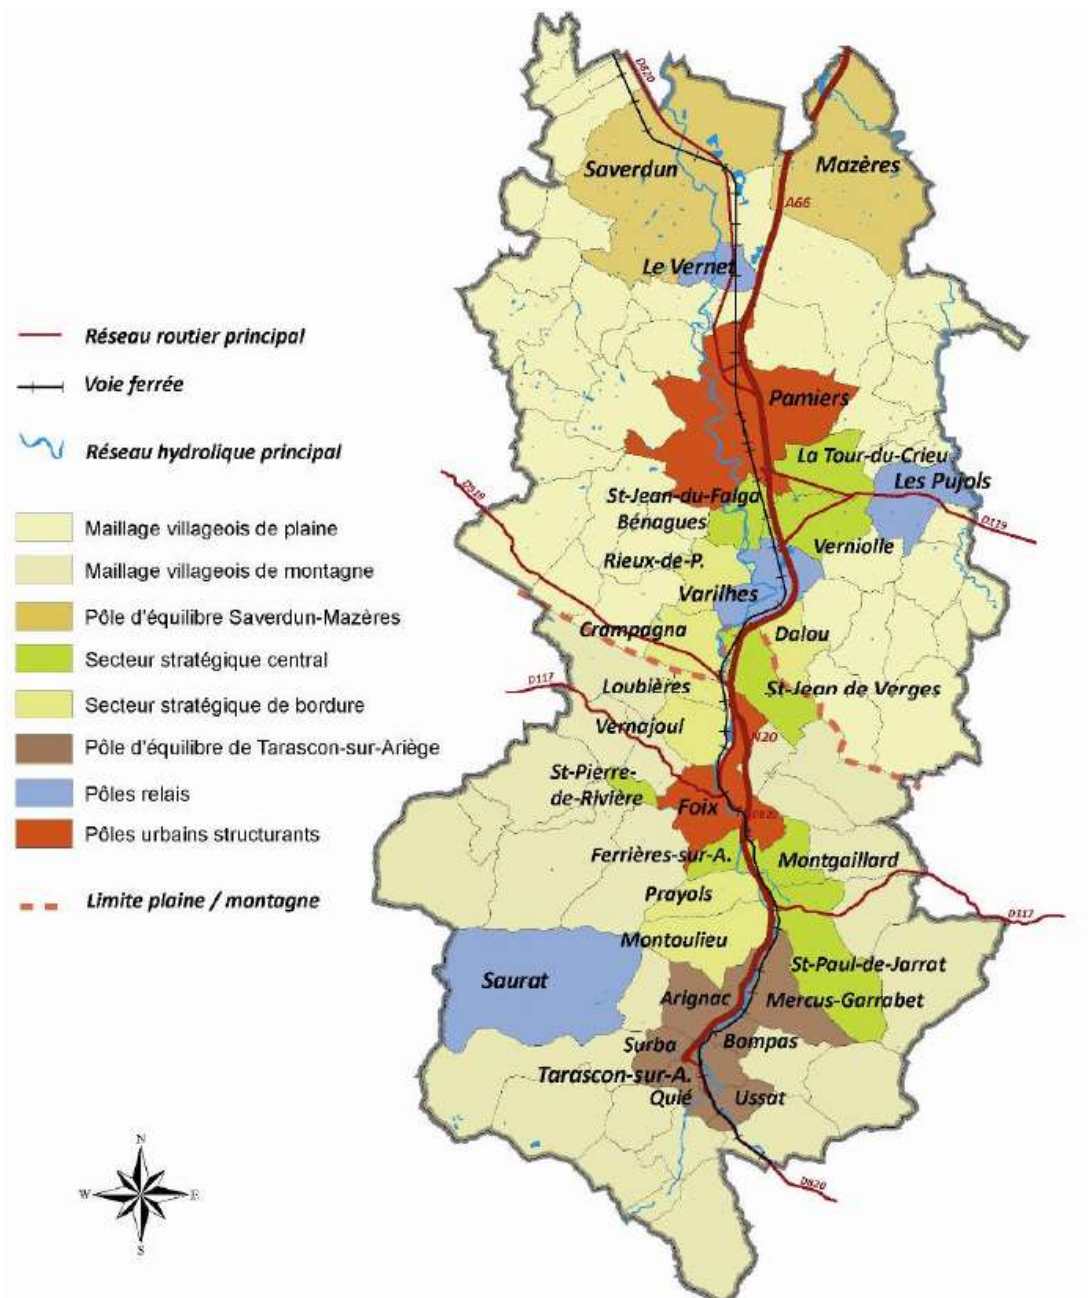 D820
Saverdun
Mazères
A66
Le Vernet
Réseau routier principal
Voie ferrée
Réseau hydrolique principal
Maillage villageois de plaine
Maillage villageois de montagne
Pôle d'équilibre Saverdun-Mazères
Secteur stratégique central
Secteur stratégique de bordure
Pôle d'équilibre de Tarascon-sur-Ariège
Pôles relais
Pôles urbains structurants
Limite plaine / montagne
Pamiers
La Tour-du-Crieu
Les Pujols
D919
St-Jean-du-Falga
Bénagues
D119
Verniolle
Rieux-de-P.
Varilhes
Crampagna
Dalou
D117
Loubières
St-Jean de Verges
Vernajoul
N20
St-Pierre-
de-Rivière
Foix
D820
Ferrières-sur-A.
Montgaillard
Prayols
D117
Montoulieu
St-Paul-de-Jarrat
Saurat
Arignac
Mercus-Garrabet
Surba
Bompas
Tarascon-sur-A.
Quié
Ussat
D820
N
W
E
S